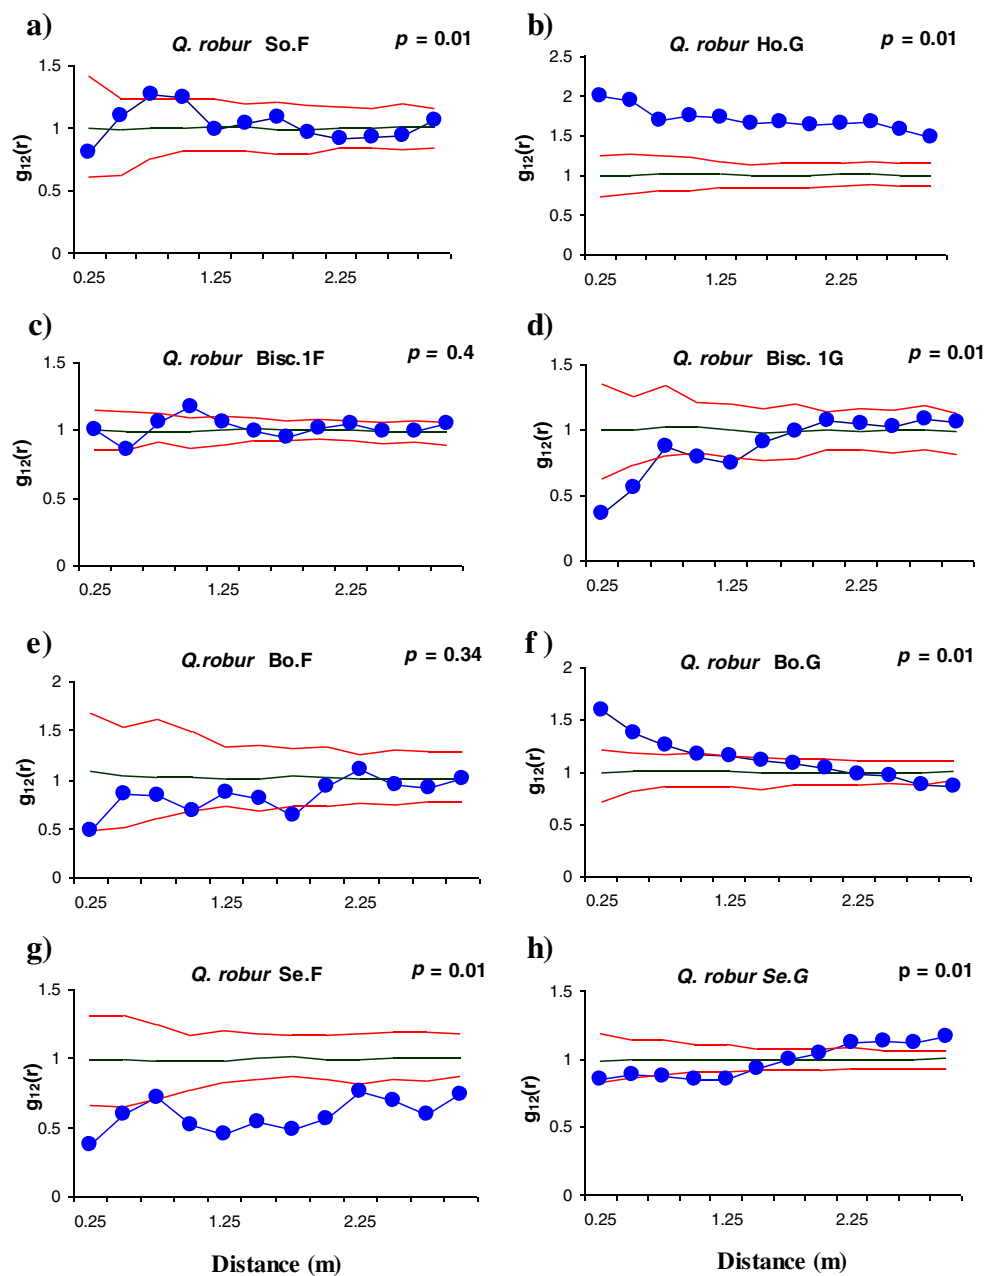 a)
Q. robur So.F
p = 0.01
1.5
1
0.5
0
g12(r)
0.25
1.25
2.25
b)
Q. robur Ho.G
p = 0.01
2.5
2
1.5
1
0.5
0
g12(r)
0.25
1.25
2.25
c)
Q. robur Bisc.1F
p = 0.4
1.5
1
0.5
0
g12(r)
0.25
1.25
2.25
d)
Q. robur Bisc. 1G
p = 0.01
1.5
1
0.5
0
g12(r)
0.25
1.25
2.25
e)
Q.robur Bo.F
p = 0.34
2
1.5
1
0.5
0
g12(r)
0.25
1.25
2.25
f )
Q. robur Bo.G
p = 0.01
2
1.5
1
0.5
0
g12(r)
0.25
1.25
2.25
g)
Q. robur Se.F
p = 0.01
1.5
1
0.5
0
g12(r)
0.25
1.25
2.25
Distance (m)
h)
Q. robur Se.G
p = 0.01
1.5
1
0.5
0
g12(r)
0.25
1.25
2.25
Distance (m)